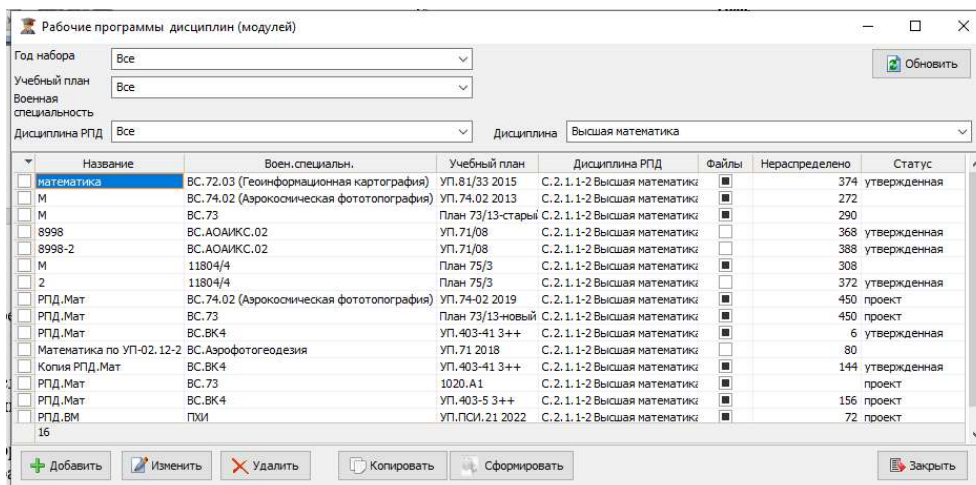 Рабочие программы дисциплин (модулей)
Год набора Все Обновить
Учебный план Все
Военная
специальность
Дисциплина РПД Все Дисциплина Высшая математика
Название Воен.специальн. Учебный план Дисциплина РПД Файлы Нераспределено Статус
математика ВС.72.03 (Геоинформационная картография) УП.81/33 2015 С.2.1.1-2 Высшая математика 374 утвержденная
М ВС.74.02 (Аэрокосмическая фототопография) УП.74.02 2013 С.2.1.1-2 Высшая математика 272
М ВС.73 План 73/13-старый С.2.1.1-2 Высшая математика 290
8998 ВС.АОАИКС.02 УП.71/08 С.2.1.1-2 Высшая математика 368 утвержденная
8998-2 ВС.АОАИКС.02 УП.71/08 С.2.1.1-2 Высшая математика 388 утвержденная
М 11804/4 План 75/3 С.2.1.1-2 Высшая математика 308
2 11804/4 План 75/3 С.2.1.1-2 Высшая математика 372 утвержденная
РПД.Мат ВС.74.02 (Аэрокосмическая фототопография) УП.74-02 2019 С.2.1.1-2 Высшая математика 450 проект
РПД.Мат ВС.73 План 73/13-новый С.2.1.1-2 Высшая математика 450 проект
РПД.Мат ВС.ВК4 УП.403-41 3++ С.2.1.1-2 Высшая математика 6 утвержденная
Математика по УП-02.12-2 ВС.Аэрофотогеодезия УП.71 2018 С.2.1.1-2 Высшая математика 80
Копия РПД.Мат ВС.ВК4 УП.403-41 3++ С.2.1.1-2 Высшая математика 144 утвержденная
РПД.Мат ВС.73 1020.А1 С.2.1.1-2 Высшая математика проект
РПД.Мат ВС.ВК4 УП.403-5 3++ С.2.1.1-2 Высшая математика 156 проект
РПД.ВМ ПХИ УП.ПСИ.21 2022 С.2.1.1-2 Высшая математика 72 проект
16
Добавить Изменить Удалить Копировать Сформировать Закрыть